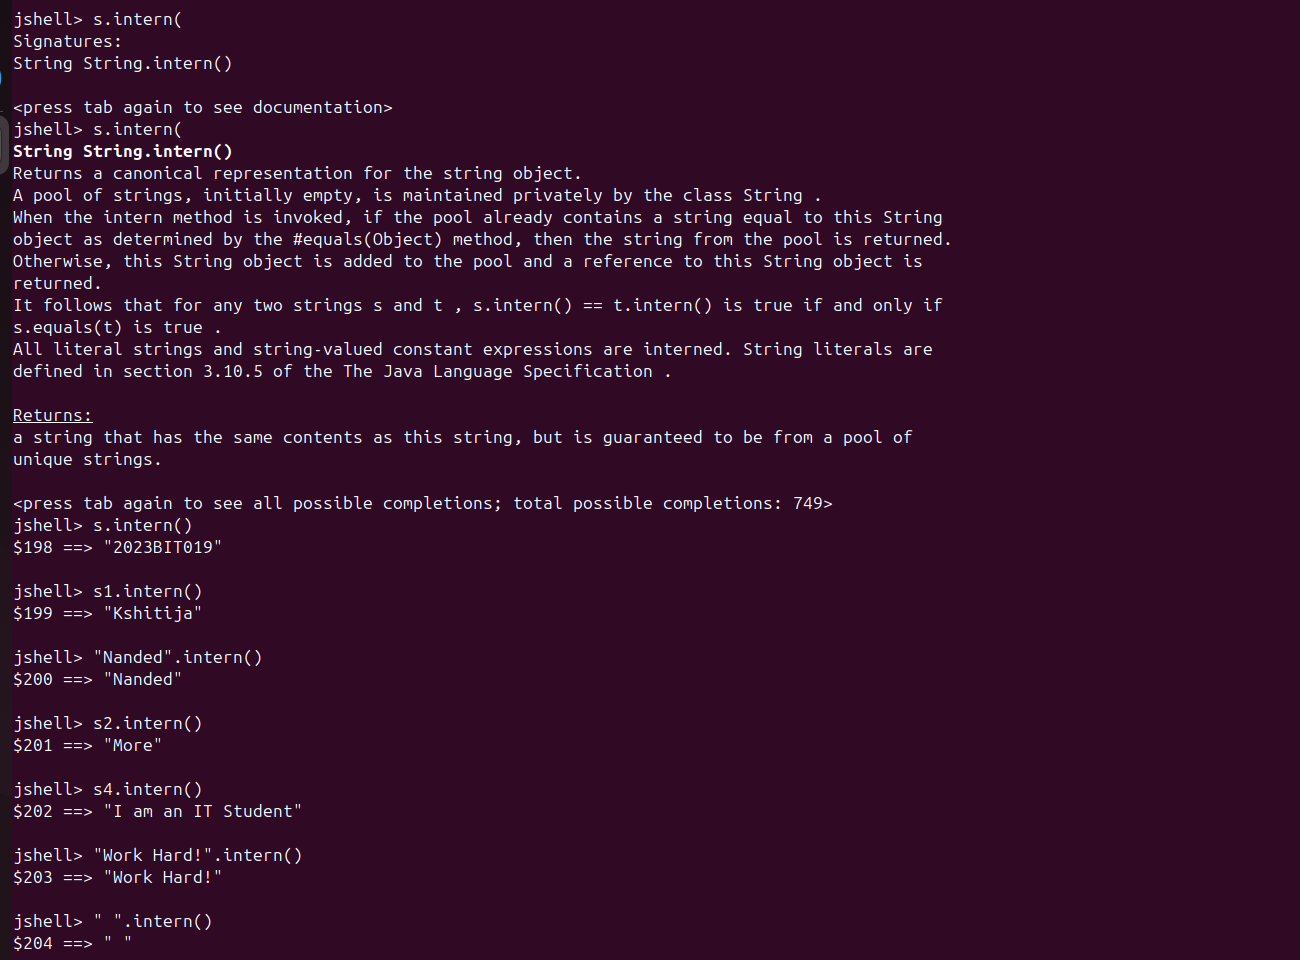 jshell> s.intern(
Signatures:
String String.intern()
<press tab again to see documentation>
jshell> s.intern(
String String.intern()
Returns a canonical representation for the string object.
A pool of strings, initially empty, is maintained privately by the class String .
When the intern method is invoked, if the pool already contains a string equal to this String
object as determined by the #equals(Object) method, then the string from the pool is returned.
Otherwise, this String object is added to the pool and a reference to this String object is
returned.
It follows that for any two strings s and t , s.intern() == t.intern() is true if and only if
s.equals(t) is true .
All literal strings and string-valued constant expressions are interned. String literals are
defined in section 3.10.5 of the The Java Language Specification .
Returns:
a string that has the same contents as this string, but is guaranteed to be from a pool of
unique strings.
<press tab again to see all possible completions; total possible completions: 749>
jshell> s.intern()
$198 ==> "2023BIT019"
jshell> s1.intern()
$199 ==> "Kshitija"
jshell> "Nanded".intern()
$200 ==> "Nanded"
jshell> s2.intern()
$201 ==> "More"
jshell> s4.intern()
$202 ==> "I am an IT Student"
jshell> "Work Hard!".intern()
$203 ==> "Work Hard!"
jshell> " ".intern()
$204 ==> " "